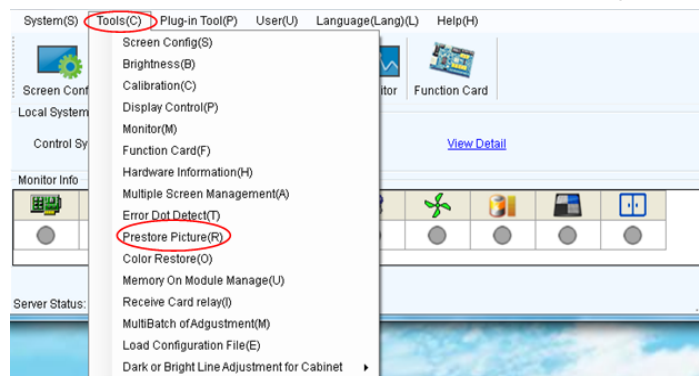 System(S) Tools(C) Plug-in Tool(P) User(U) Language(Lang)(L) Help(H)
Screen Config(S)
Brightness(B)
Calibration(C)
Display Control(P)
Monitor(M)
Function Card(F)
Hardware Information(H)
Multiple Screen Management(A)
Error Dot Detect(T)
Prestore Picture(R)
Color Restore(O)
Memory On Module Manage(U)
Receive Card relay(I)
MultiBatch of Adgustment(M)
Load Configuration File(E)
Dark or Bright Line Adjustment for Cabinet
Screen Conf
itor Function Card
Local System
Control Sy
View Detail
Monitor Info
Server Status: